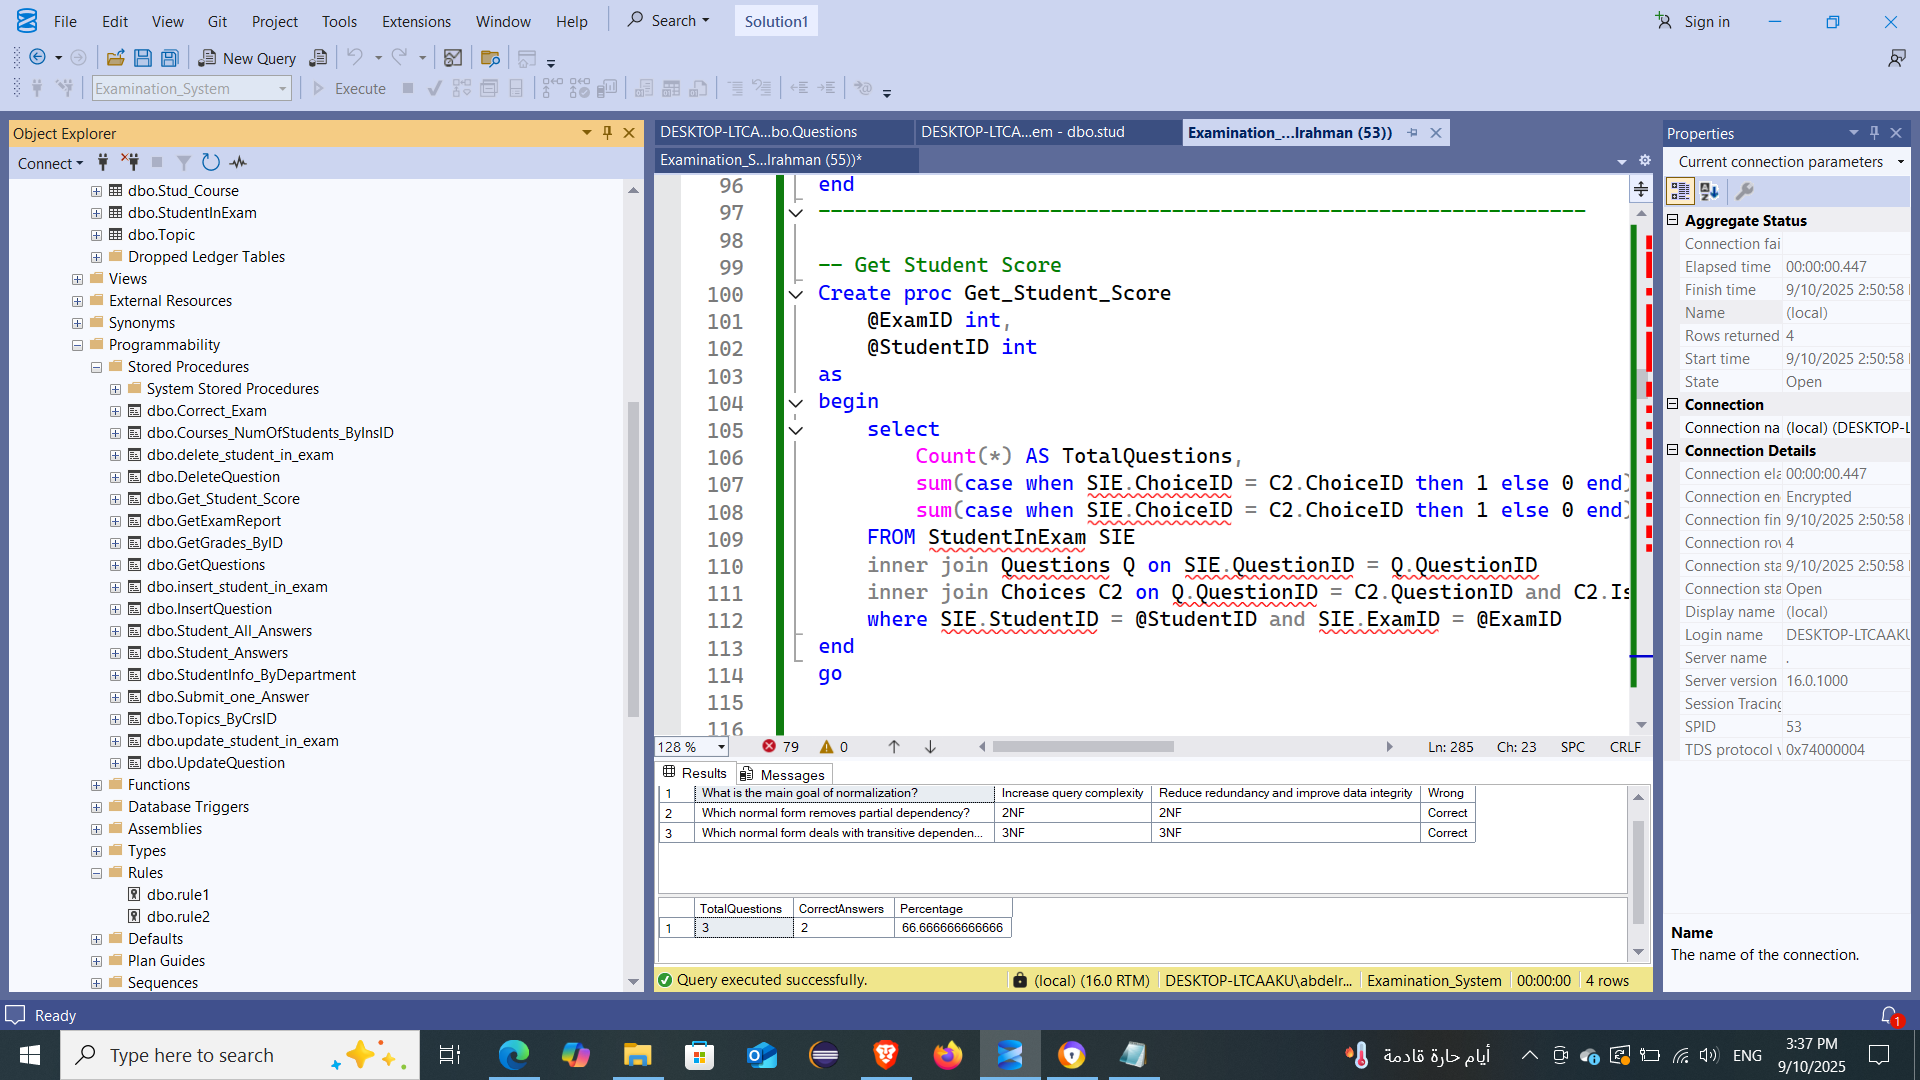 File Edit View Git Project Tools Extensions Window Help Search Solution1 Sign in
New Query
Examination_System Execute
Object Explorer
Connect
dbo.Stud_Course
dbo.StudentInExam
dbo.Topic
Dropped Ledger Tables
Views
External Resources
Synonyms
Programmability
Stored Procedures
System Stored Procedures
dbo.Correct_Exam
dbo.Courses_NumOfStudents_ByInsID
dbo.delete_student_in_exam
dbo.DeleteQuestion
dbo.Get_Student_Score
dbo.GetExamReport
dbo.GetGrades_ByID
dbo.GetQuestions
dbo.insert_student_in_exam
dbo.InsertQuestion
dbo.Student_All_Answers
dbo.Student_Answers
dbo.StudentInfo_ByDepartment
dbo.Submit_one_Answer
dbo.Topics_ByCrsID
dbo.update_student_in_exam
dbo.UpdateQuestion
Functions
Database Triggers
Assemblies
Types
Rules
dbo.rule1
dbo.rule2
Defaults
Plan Guides
Sequences
DESKTOP-LTCA...bo.Questions DESKTOP-LTCA...em - dbo.stud Examination_...lrahman (53))
Examination_S...lrahman (55))*
96 end
97 ---------------------------------------------------------------
98
99 -- Get Student Score
100 Create proc Get_Student_Score
101 @ExamID int,
102 @StudentID int
103 as
104 begin
105 select
106 Count(*) AS TotalQuestions,
107 sum(case when SIE.ChoiceID = C2.ChoiceID then 1 else 0 end)
108 sum(case when SIE.ChoiceID = C2.ChoiceID then 1 else 0 end)
109 FROM StudentInExam SIE
110 inner join Questions Q on SIE.QuestionID = Q.QuestionID
111 inner join Choices C2 on Q.QuestionID = C2.QuestionID and C2.Is
112 where SIE.StudentID = @StudentID and SIE.ExamID = @ExamID
113 end
114 go
115
116
128 % 79 0 Ln: 285 Ch: 23 SPC CRLF
Results Messages
1 What is the main goal of normalization? Increase query complexity Reduce redundancy and improve data integrity Wrong
2 Which normal form removes partial dependency? 2NF 2NF Correct
3 Which normal form deals with transitive dependen... 3NF 3NF Correct
TotalQuestions CorrectAnswers Percentage
1 3 2 66.666666666666
Query executed successfully. (local) (16.0 RTM) DESKTOP-LTCAAKU\abdelr... Examination_System 00:00:00 4 rows
Properties
Current connection parameters
Aggregate Status
Connection fai
Elapsed time 00:00:00.447
Finish time 9/10/2025 2:50:58
Name (local)
Rows returned 4
Start time 9/10/2025 2:50:58
State Open
Connection
Connection na (local) (DESKTOP-L
Connection Details
Connection ela 00:00:00.447
Connection en Encrypted
Connection fin 9/10/2025 2:50:58
Connection rov 4
Connection sta 9/10/2025 2:50:58
Connection sta Open
Display name (local)
Login name DESKTOP-LTCAAKU
Server name .
Server version 16.0.1000
Session Tracing
SPID 53
TDS protocol v 0x74000004
Name
The name of the connection.
Ready 1
Type here to search أيام حارة قادمة ENG 3:37 PM
9/10/2025